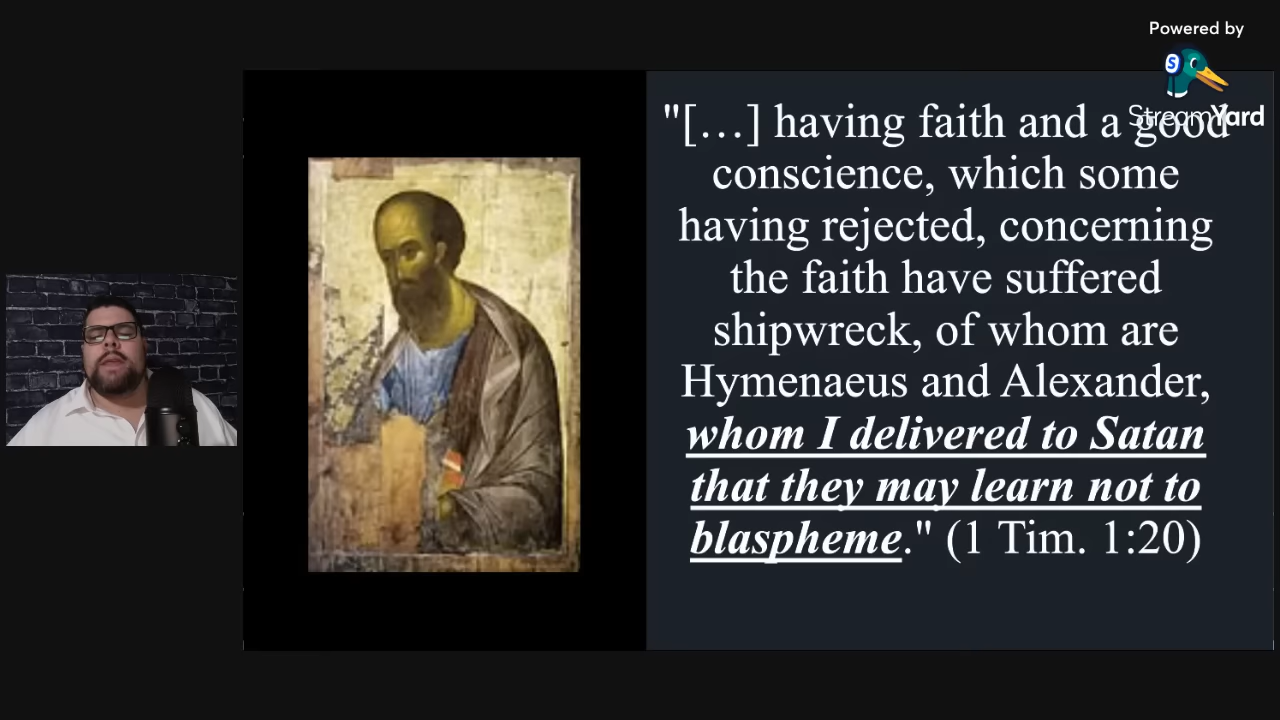 Powered by
StreamYard
"[…] having faith and a good
conscience, which some
having rejected, concerning
the faith have suffered
shipwreck, of whom are
Hymenaeus and Alexander,
whom I delivered to Satan
that they may learn not to
blaspheme." (1 Tim. 1:20)